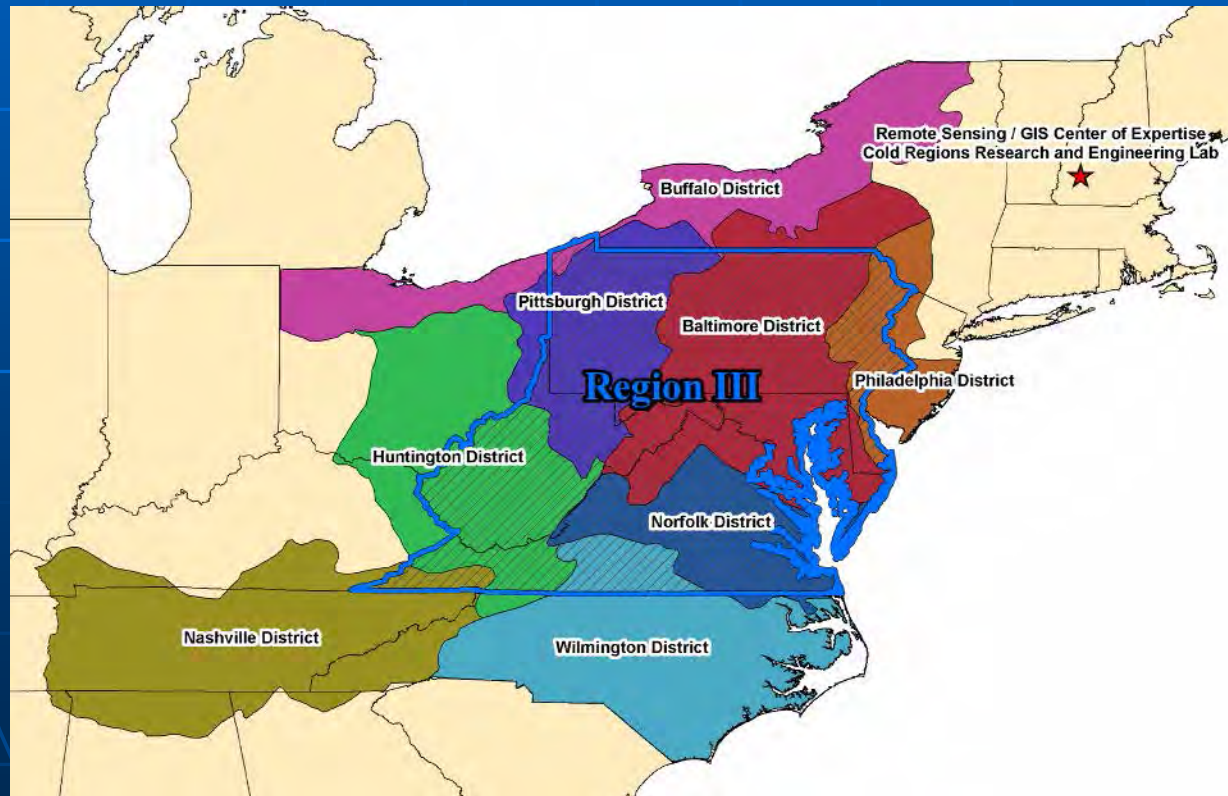 Remote Sensing / GIS Center of Expertise
Cold Regions Research and Engineering Lab
Buffalo District
Pittsburgh District
Baltimore District
Region III
Philadelphia District
Huntington District
Norfolk District
Nashville District
Wilmington District